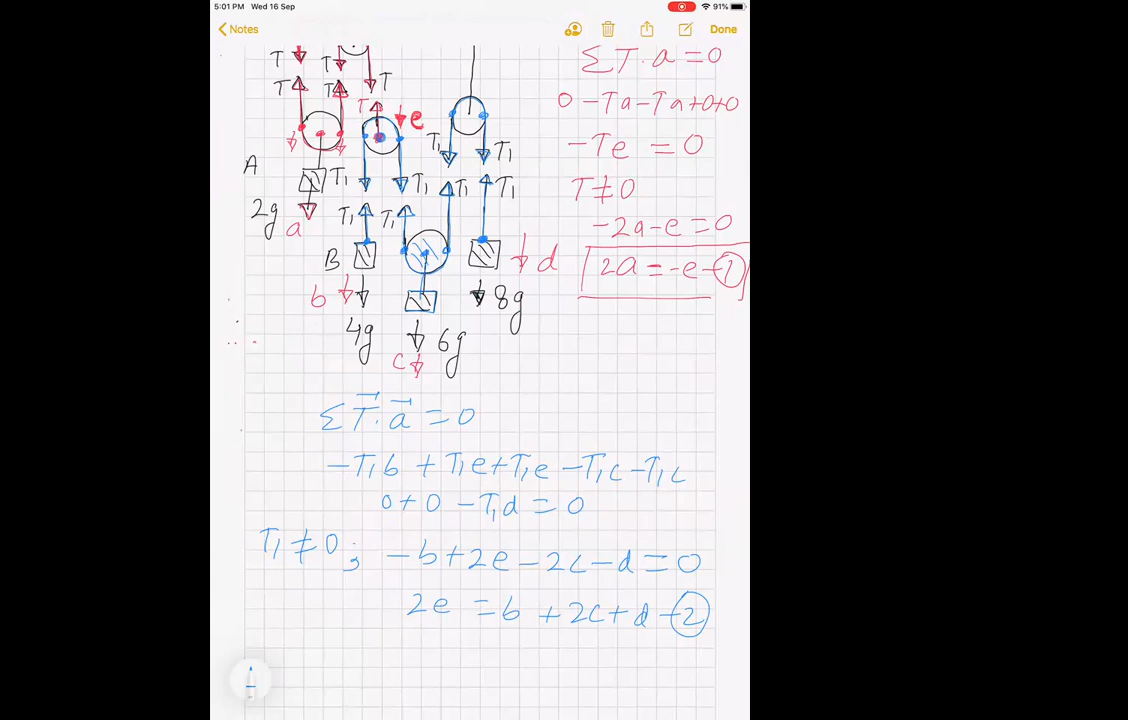 5:01 PM Wed 16 Sep
91%
Notes
Done
T T
T T T
T e
A
T₁ T₁ T₁ T₁
2g
a
T₁ T₁ T₁ T₁
B
b
4g
c
6g
8g
d
ΣT.a = 0
0 -Ta -Ta +0+0
-Te = 0
T ≠ 0
-2a - e = 0
2a = -e -①
ΣT⃗.a⃗ = 0
-T₁b + T₁e + T₁e - T₁c - T₁c
0 + 0 - T₁d = 0
T₁ ≠ 0 ; -b + 2e - 2c - d = 0
2e = b + 2c + d -②